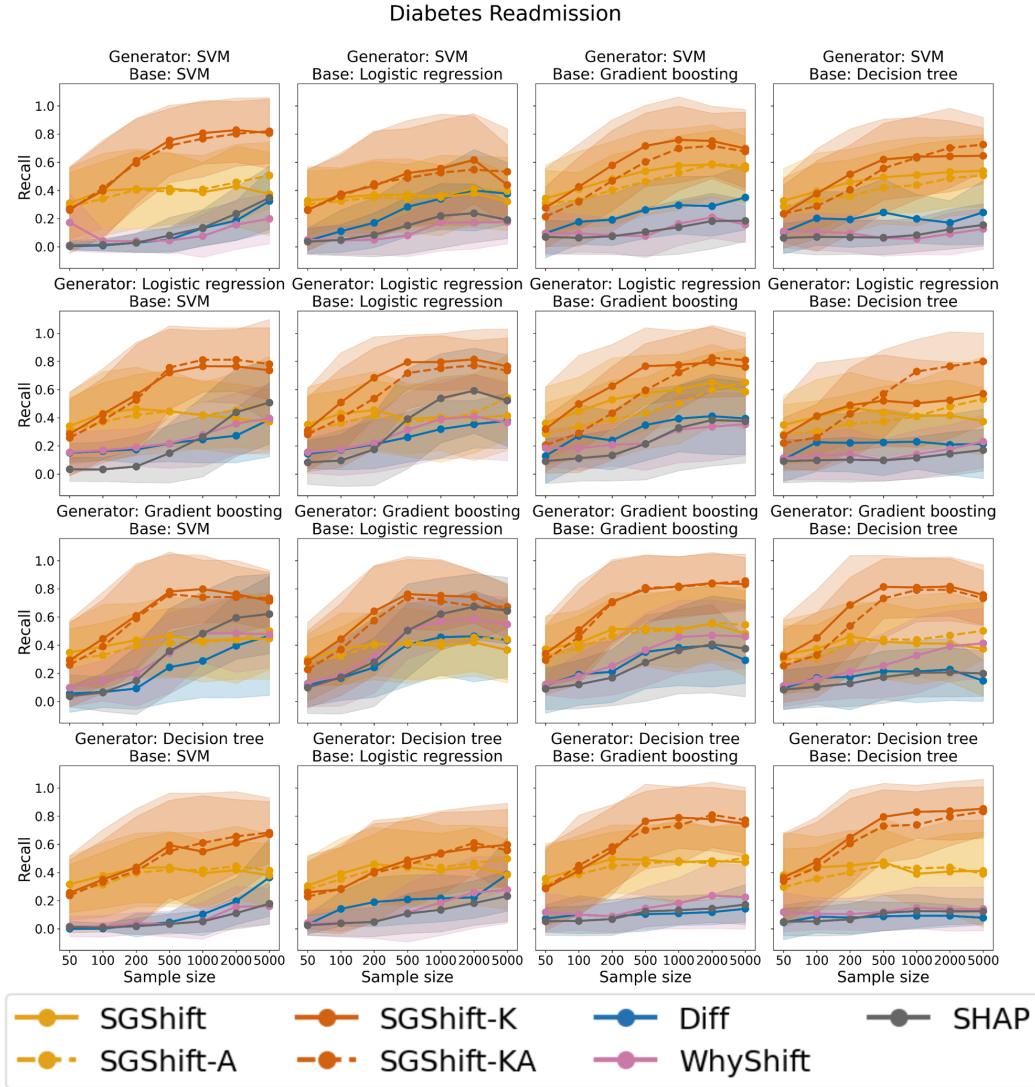 Diabetes Readmission
Generator: SVM
Base: SVM
Generator: SVM
Base: Logistic regression
Generator: SVM
Base: Gradient boosting
Generator: SVM
Base: Decision tree
Recall
1.0
0.8
0.6
0.4
0.2
0.0
Generator: Logistic regression
Base: SVM
Generator: Logistic regression
Base: Logistic regression
Generator: Logistic regression
Base: Gradient boosting
Generator: Logistic regression
Base: Decision tree
Recall
1.0
0.8
0.6
0.4
0.2
0.0
Generator: Gradient boosting
Base: SVM
Generator: Gradient boosting
Base: Logistic regression
Generator: Gradient boosting
Base: Gradient boosting
Generator: Gradient boosting
Base: Decision tree
Recall
1.0
0.8
0.6
0.4
0.2
0.0
Generator: Decision tree
Base: SVM
Generator: Decision tree
Base: Logistic regression
Generator: Decision tree
Base: Gradient boosting
Generator: Decision tree
Base: Decision tree
Recall
1.0
0.8
0.6
0.4
0.2
0.0
50 100 200 500 1000 2000 5000
Sample size
50 100 200 500 1000 2000 5000
Sample size
50 100 200 500 1000 2000 5000
Sample size
50 100 200 500 1000 2000 5000
Sample size
SGShift
SGShift-K
Diff
SHAP
SGShift-A
SGShift-KA
WhyShift